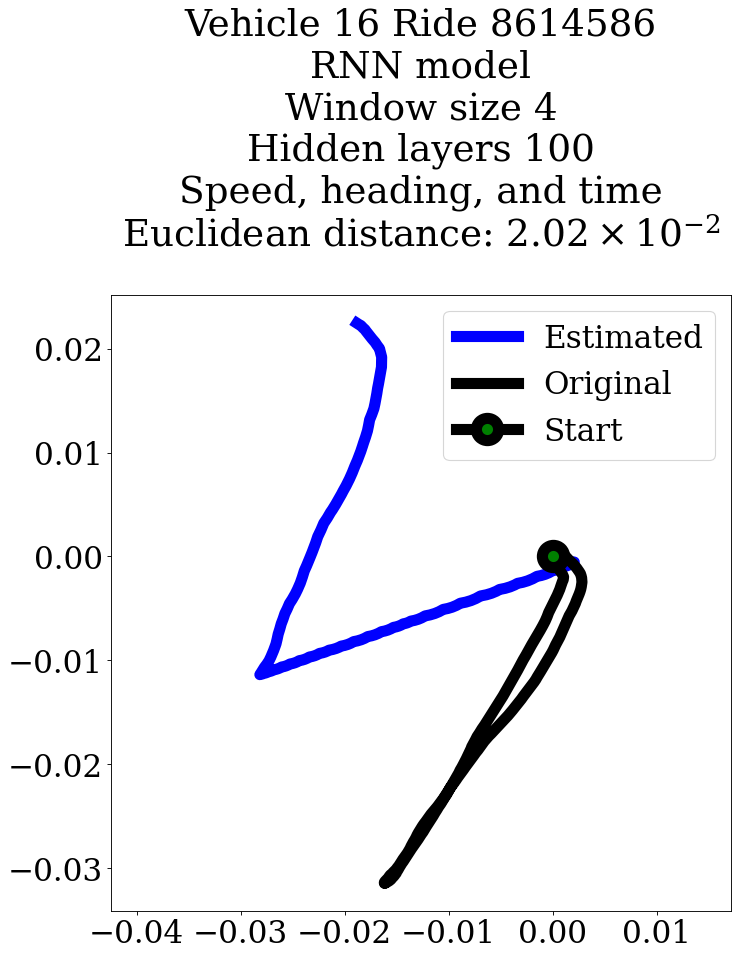 Vehicle 16 Ride 8614586
RNN model
Window size 4
Hidden layers 100
Speed, heading, and time
Euclidean distance: 2.02 × 10⁻²
Estimated
Original
Start
0.02
0.01
0.00
−0.01
−0.02
−0.03
−0.04 −0.03 −0.02 −0.01 0.00 0.01